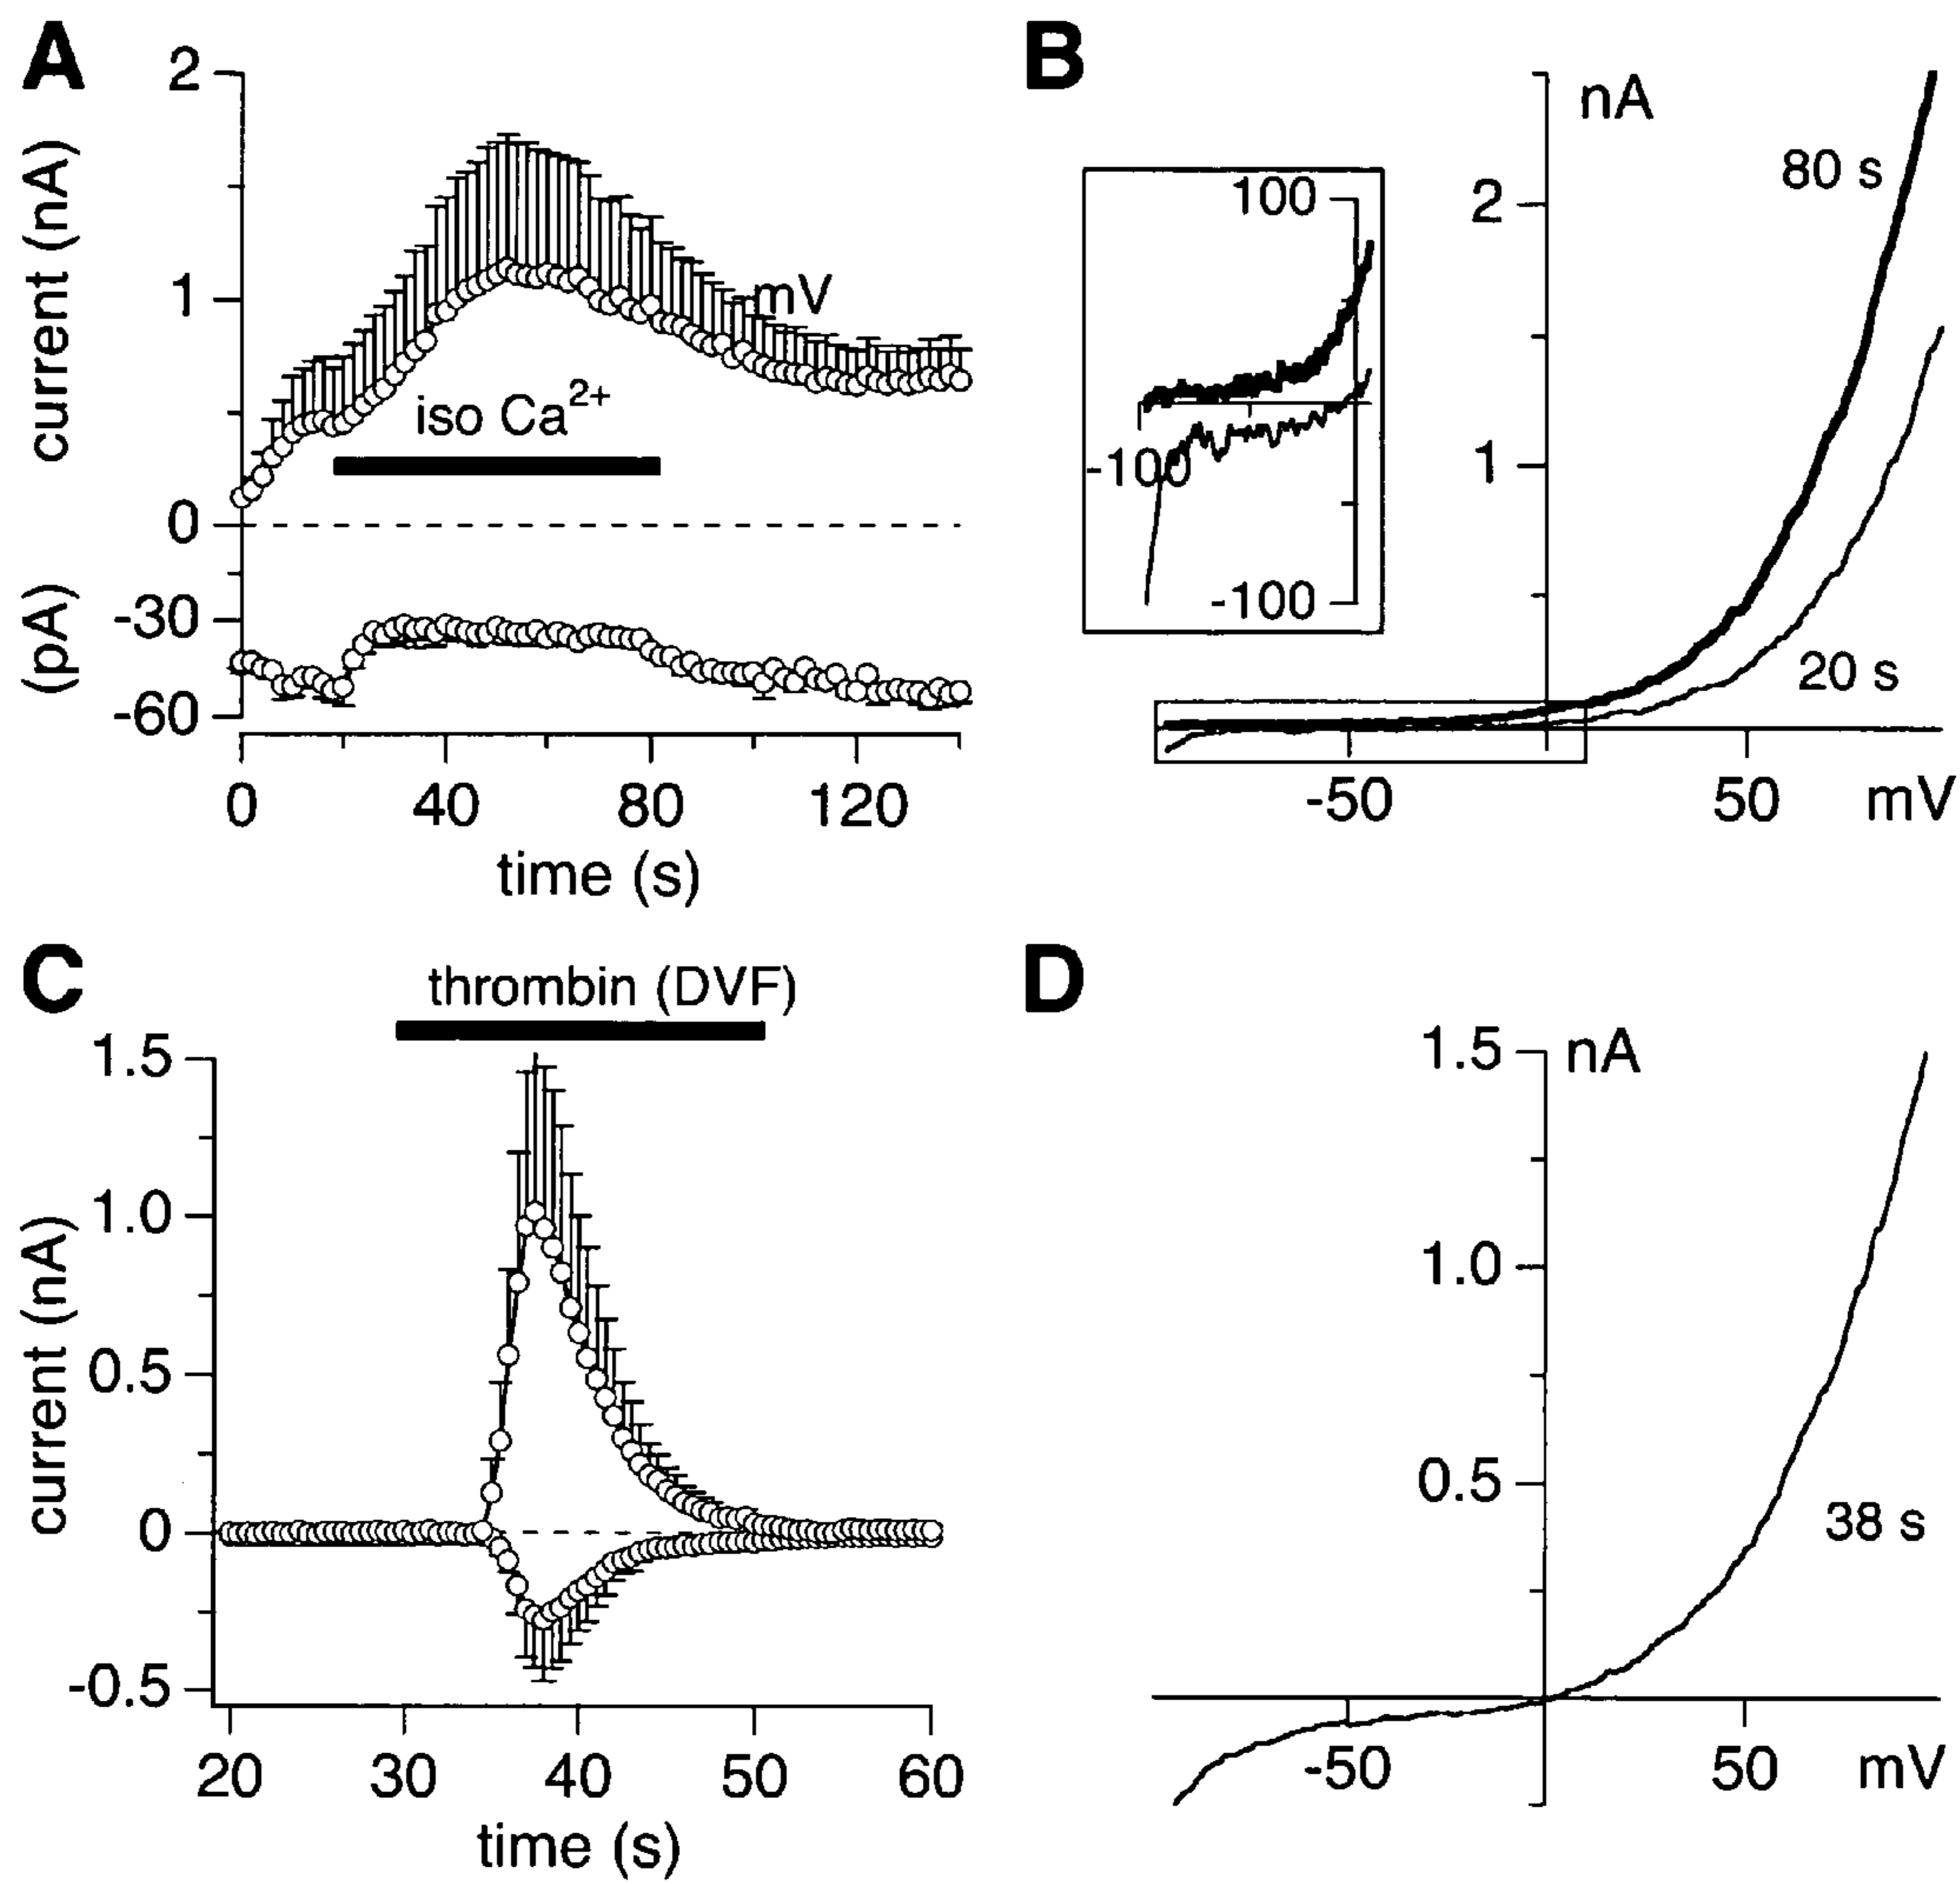 A
2
1
0
-30
-60
current (nA)
(pA)
mV
iso Ca2+
0 40 80 120
time (s)
B
nA
80 s
2
1
20 s
-50 50 mV
100
-100
-100
C
thrombin (DVF)
1.5
1.0
0.5
0
-0.5
current (nA)
20 30 40 50 60
time (s)
D
1.5 nA
1.0
0.5
38 s
-50 50 mV